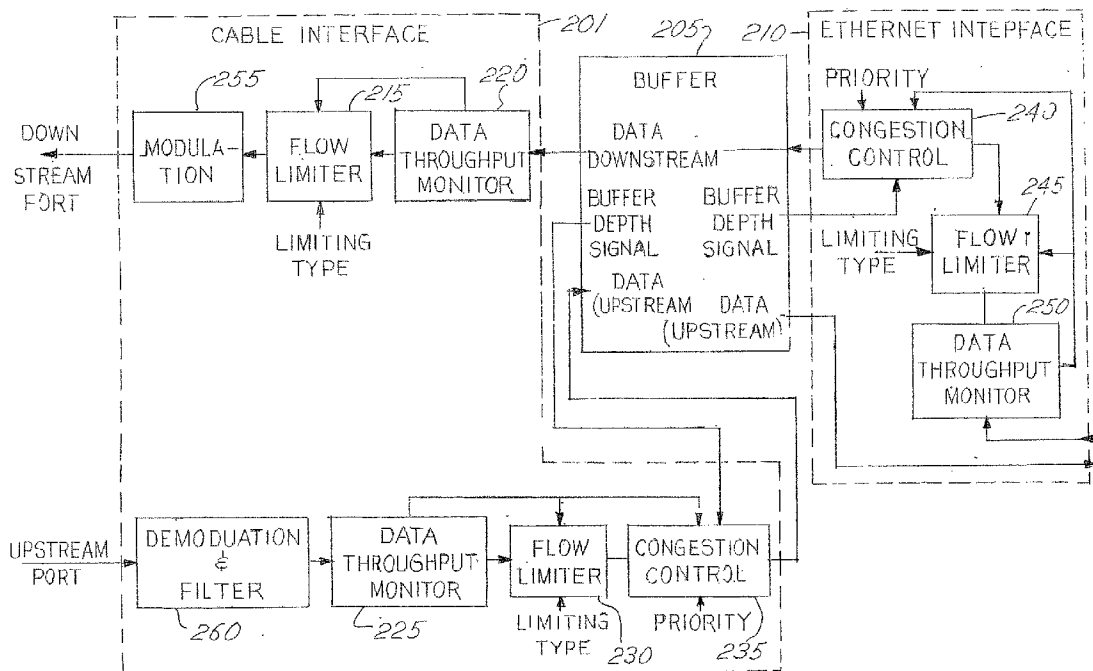 CABLE INTERFACE
201
255
MODULA-
TION
215
FLOW
LIMITER
LIMITING
TYPE
220
DATA
THROUGHPUT
MONITOR
DOWN
STREAM
PORT
205
BUFFER
DATA
DOWNSTREAM
BUFFER
DEPTH
SIGNAL
BUFFER
DEPTH
SIGNAL
DATA
(UPSTREAM
DATA
(UPSTREAM)
210
ETHERNET INTEPFACE
PRIORITY
240
CONGESTION
CONTROL
245
LIMITING
TYPE
FLOW
LIMITER
250
DATA
THROUGHPUT
MONITOR
UPSTREAM
PORT
DEMODUATION
&
FILTER
260
DATA
THROUGHPUT
MONITOR
225
FLOW
LIMITER
LIMITING
TYPE
230
CONGESTION
CONTROL
PRIORITY
235